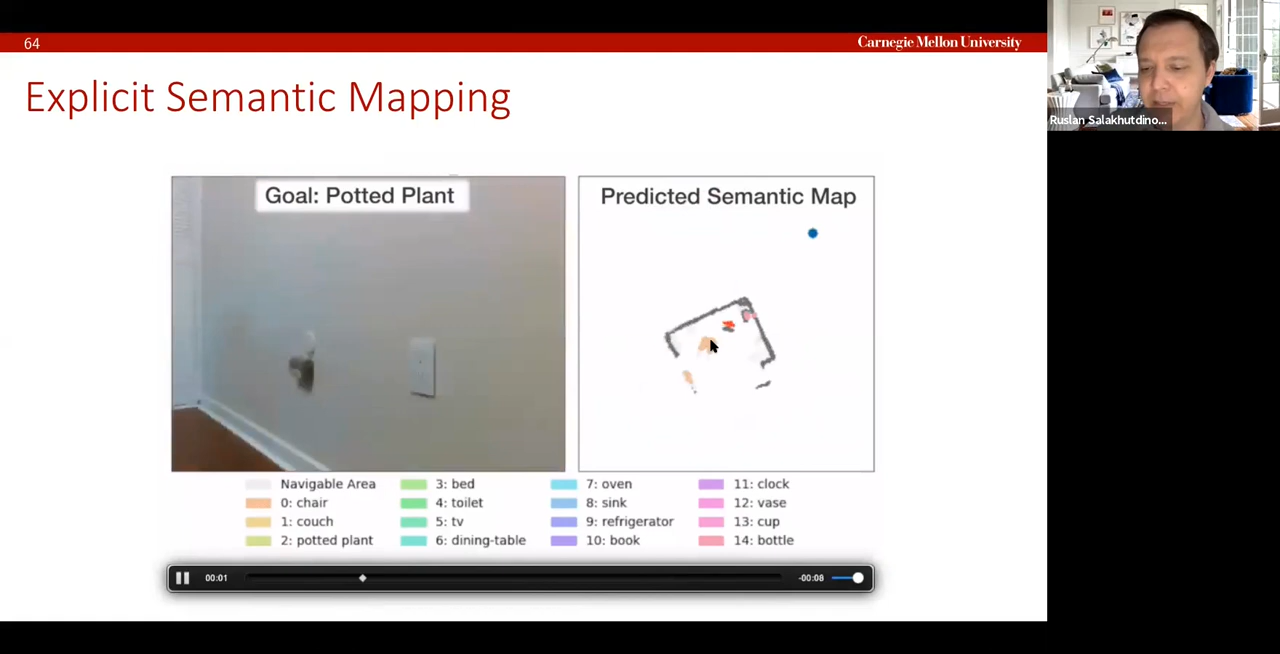 64
Carnegie Mellon University
Explicit Semantic Mapping
Ruslan Salakhutdino...
Goal: Potted Plant
Predicted Semantic Map
Navigable Area
0: chair
1: couch
2: potted plant
3: bed
4: toilet
5: tv
6: dining-table
7: oven
8: sink
9: refrigerator
10: book
11: clock
12: vase
13: cup
14: bottle
00:01
-00:08